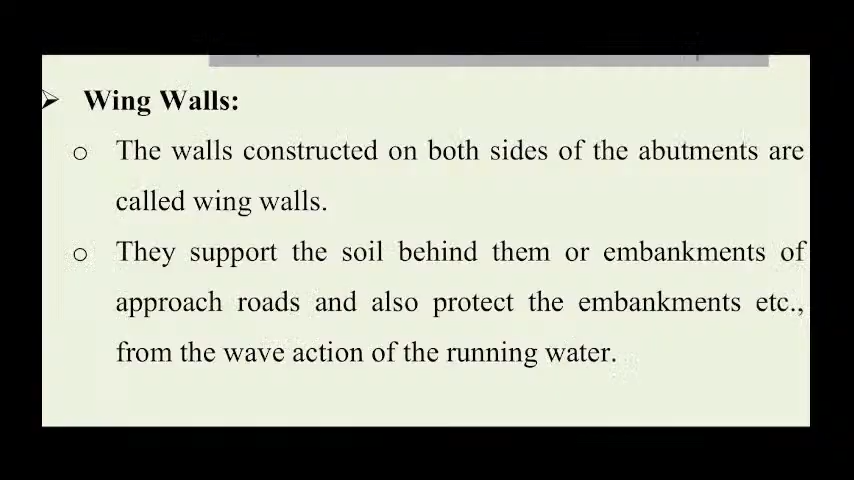 ➢ Wing Walls:
o The walls constructed on both sides of the abutments are
called wing walls.
o They support the soil behind them or embankments of
approach roads and also protect the embankments etc.,
from the wave action of the running water.